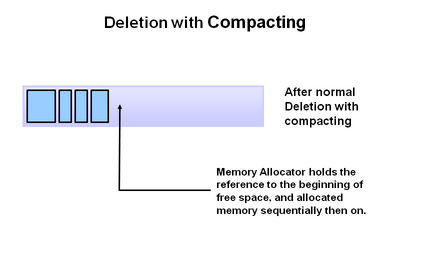 Deletion with Compacting
After normal
Deletion with
compacting
Memory Allocator holds the
reference to the beginning of
free space, and allocated
memory sequentially then on.